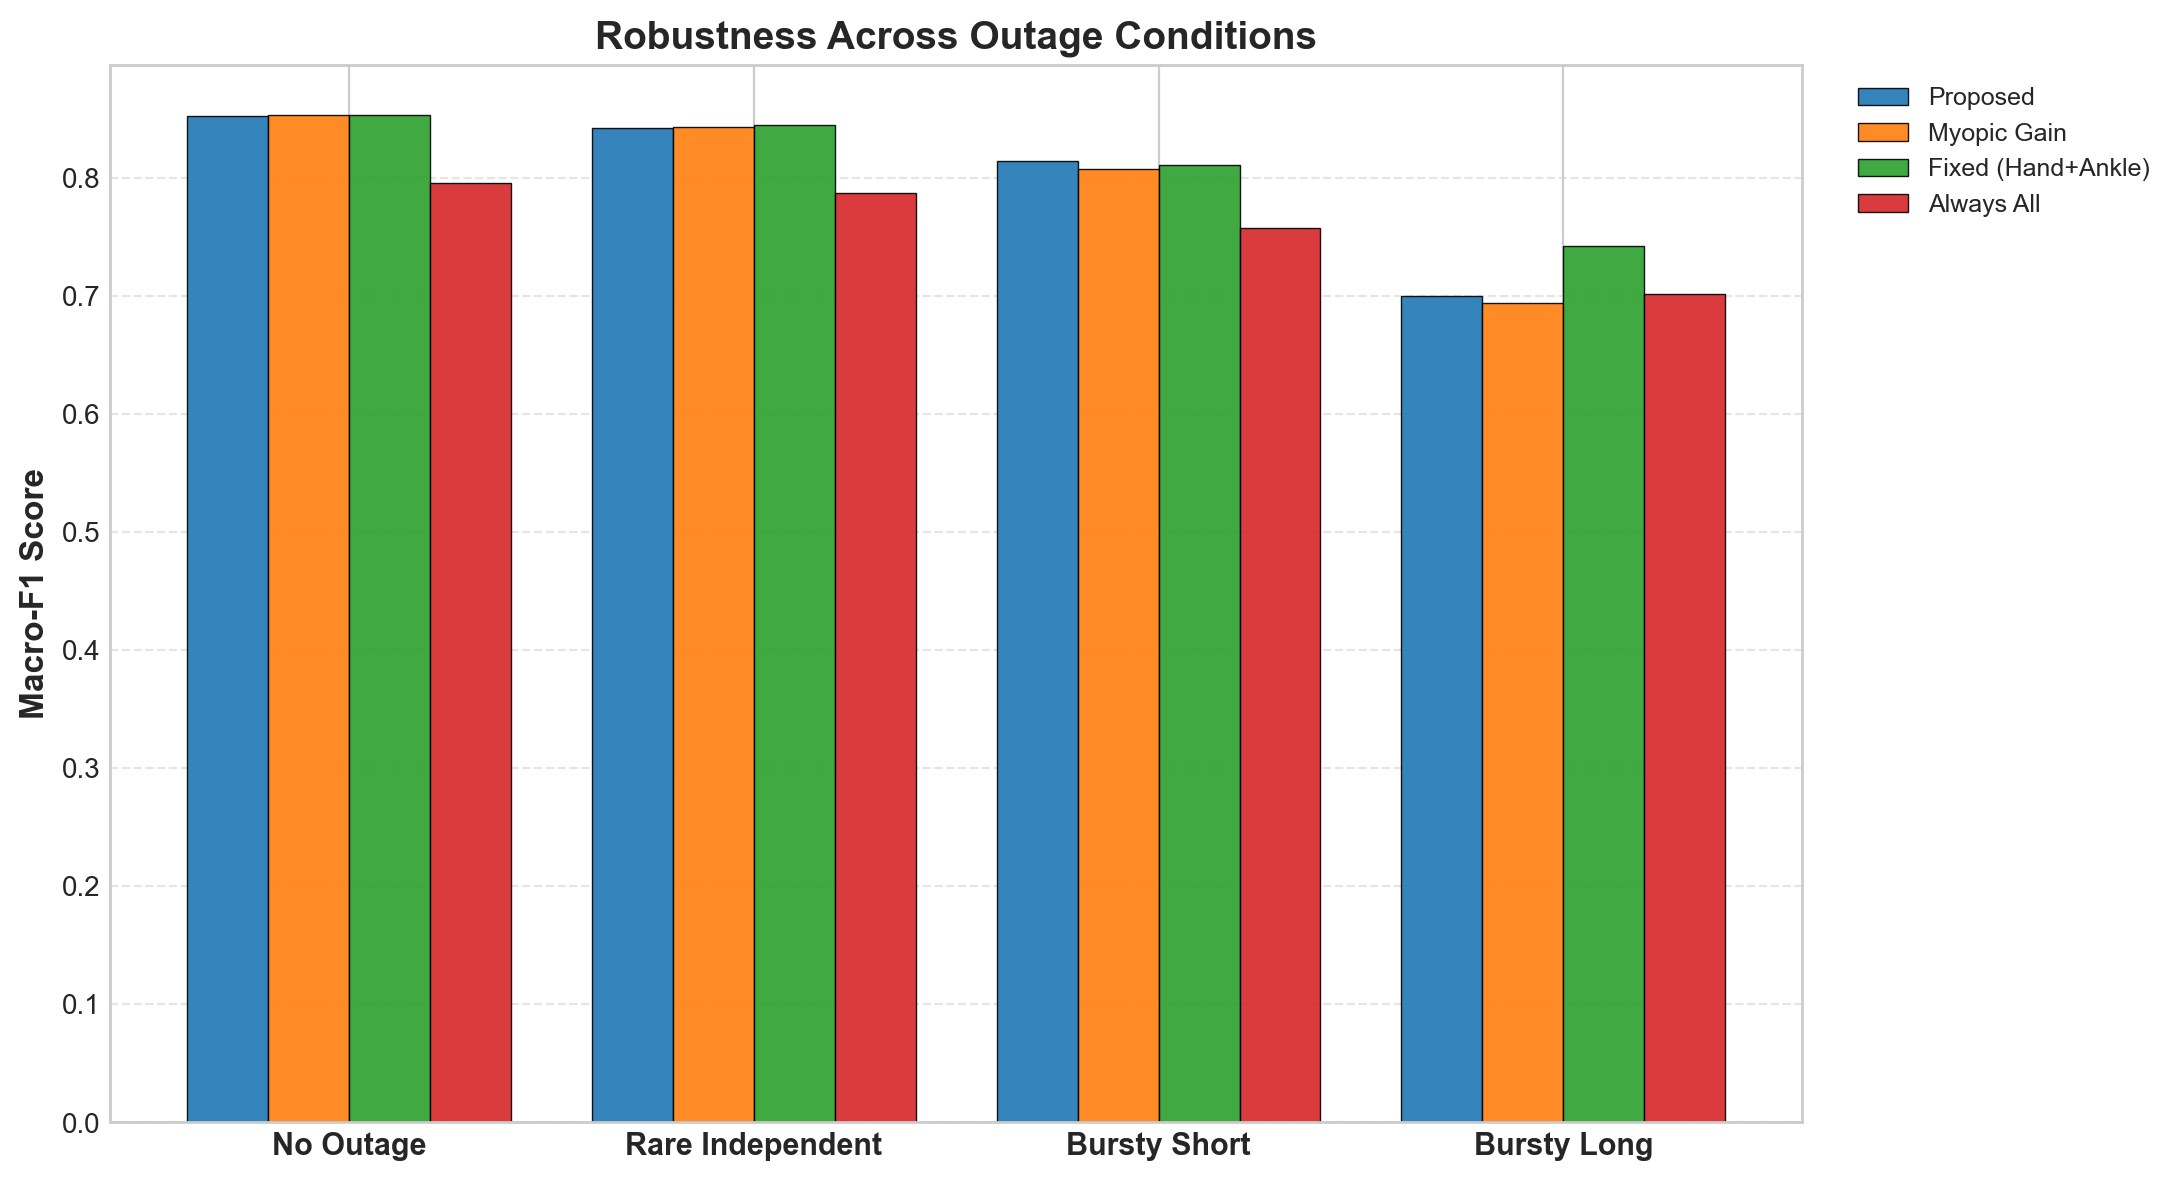 Robustness Across Outage Conditions
Proposed
Myopic Gain
Fixed (Hand+Ankle)
Always All
Macro-F1 Score
0.8
0.7
0.6
0.5
0.4
0.3
0.2
0.1
0.0
No Outage
Rare Independent
Bursty Short
Bursty Long